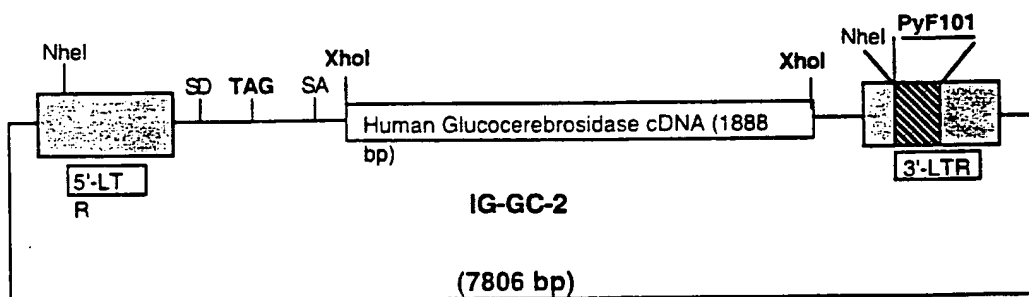 NheI
SD
TAG
SA
XhoI
XhoI
NheI
PyF101
Human Glucocerebrosidase cDNA (1888
bp)
5'-LT
R
3'-LTR
IG-GC-2
(7806 bp)